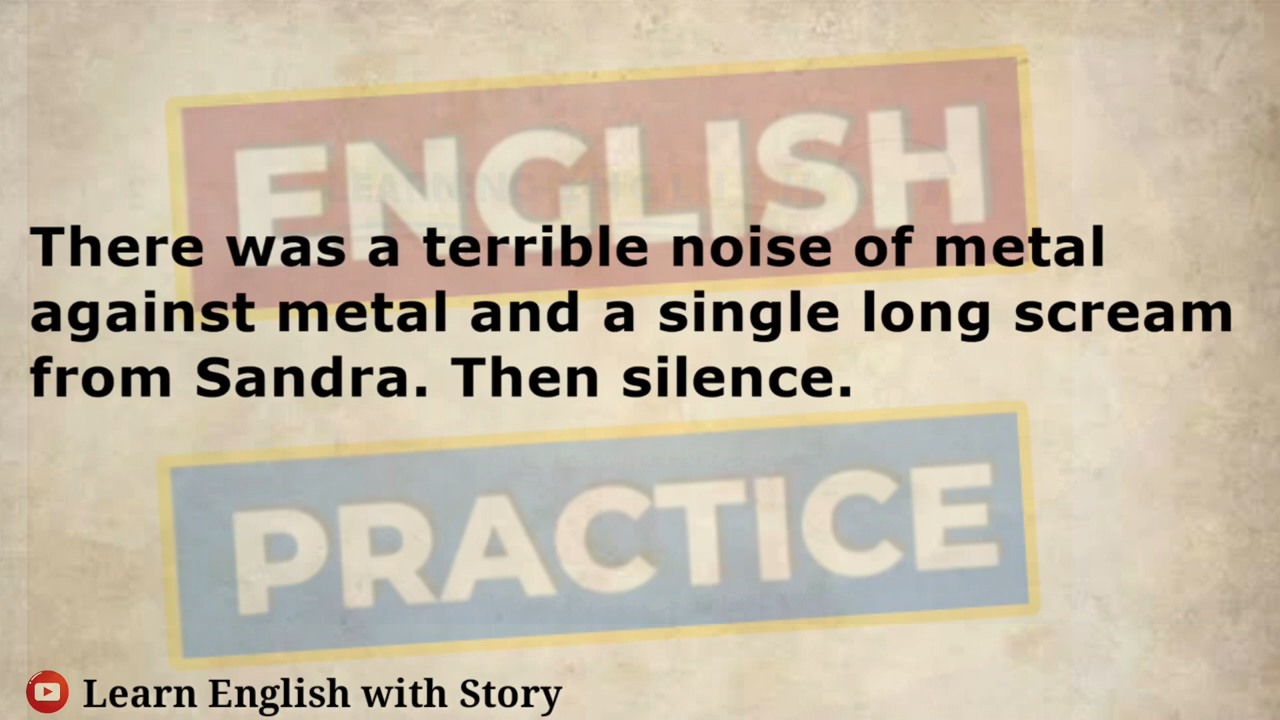 ENGLISH
There was a terrible noise of metal
against metal and a single long scream
from Sandra. Then silence.
PRACTICE
Learn English with Story